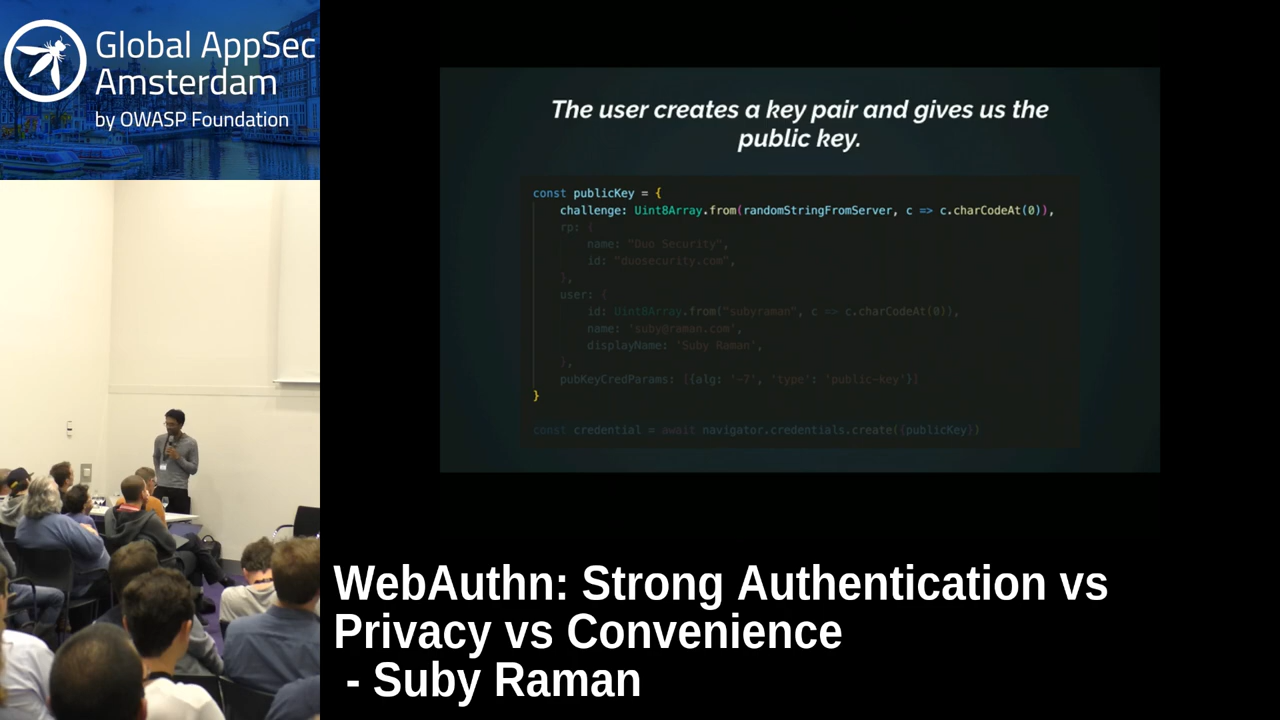 Global AppSec
Amsterdam
by OWASP Foundation
The user creates a key pair and gives us the
public key.
const publicKey = {
challenge: Uint8Array.from(randomStringFromServer, c => c.charCodeAt(0)),
rp: {
name: "Duo Security",
id: "duosecurity.com",
},
user: {
id: Uint8Array.from("subyraman", c => c.charCodeAt(0)),
name: 'suby@raman.com',
displayName: 'Suby Raman',
},
pubKeyCredParams: [{alg: '-7', 'type': 'public-key'}]
}
const credential = await navigator.credentials.create({publicKey})
WebAuthn: Strong Authentication vs
Privacy vs Convenience
- Suby Raman